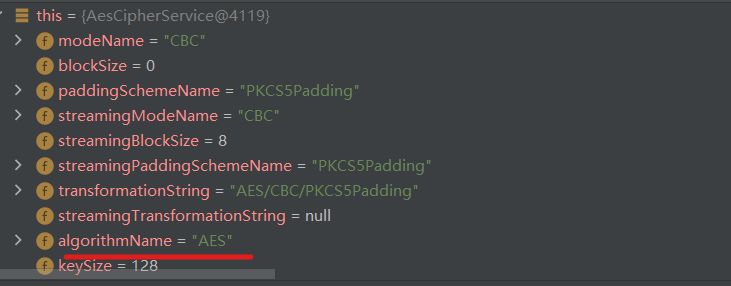 this = {AesCipherService@4119}
f modeName = "CBC"
f blockSize = 0
f paddingSchemeName = "PKCS5Padding"
f streamingModeName = "CBC"
f streamingBlockSize = 8
f streamingPaddingSchemeName = "PKCS5Padding"
f transformationString = "AES/CBC/PKCS5Padding"
f streamingTransformationString = null
f algorithmName = "AES"
f keySize = 128